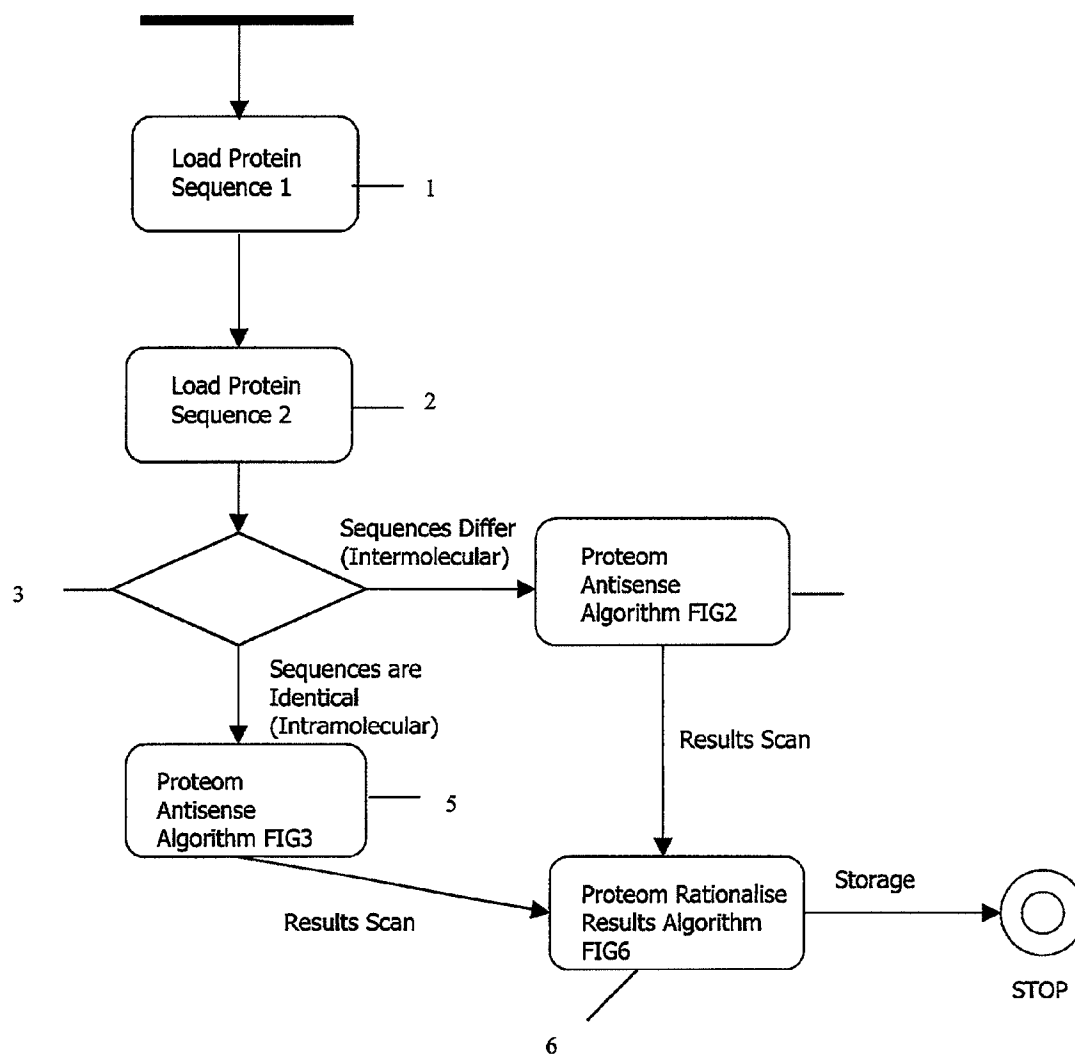 Load Protein
Sequence 1
1
Load Protein
Sequence 2
2
3
Sequences Differ
(Intermolecular)
Proteom
Antisense
Algorithm FIG2
Sequences are
Identical
(Intramolecular)
Results Scan
Proteom
Antisense
Algorithm FIG3
5
Results Scan
Proteom Rationalise
Results Algorithm
FIG6
Storage
STOP
6